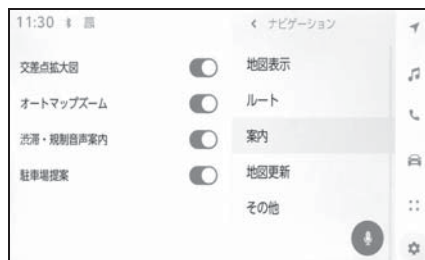 11:30
交差点拡大図
オートマップズーム
渋滞・規制音声案内
駐車場提案
ナビゲーション
地図表示
ルート
案内
地図更新
その他